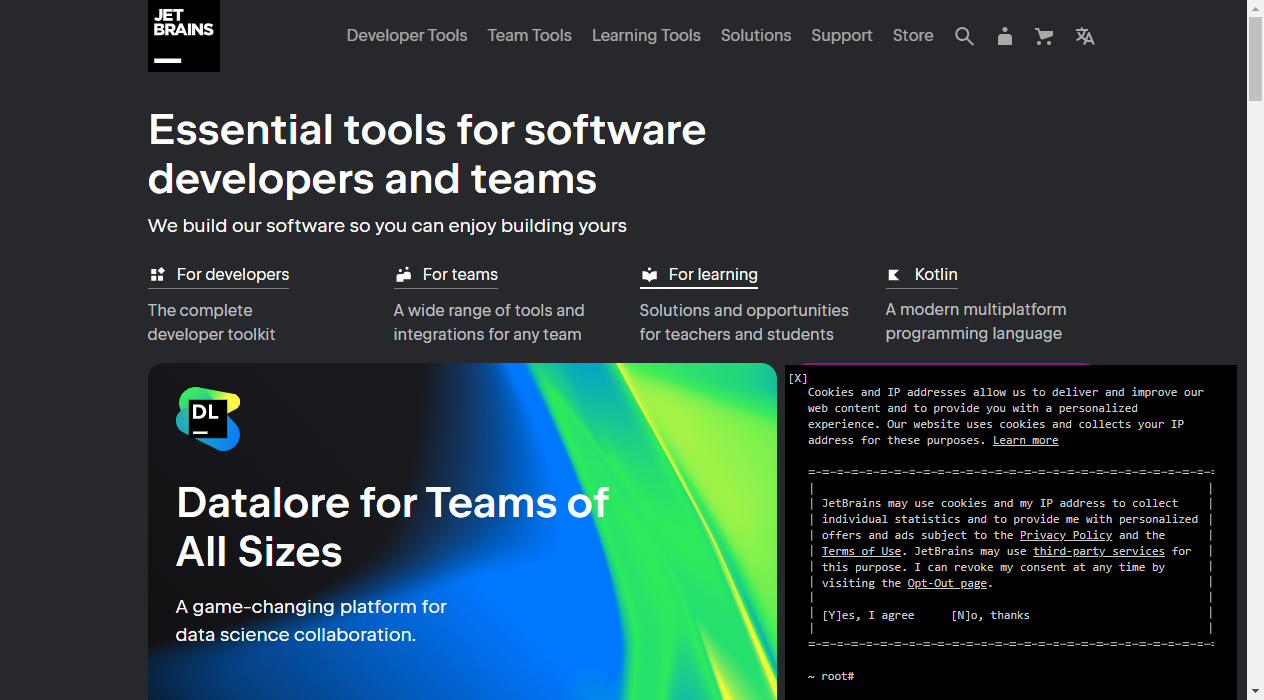 JET
BRAINS
Developer Tools Team Tools Learning Tools Solutions Support Store
Essential tools for software
developers and teams
We build our software so you can enjoy building yours
For developers
The complete
developer toolkit
For teams
A wide range of tools and
integrations for any team
For learning
Solutions and opportunities
for teachers and students
Kotlin
A modern multiplatform
programming language
DL
Datalore for Teams of
All Sizes
A game-changing platform for
data science collaboration.
[X]
Cookies and IP addresses allow us to deliver and improve our
web content and to provide you with a personalized
experience. Our website uses cookies and collects your IP
address for these purposes. Learn more
JetBrains may use cookies and my IP address to collect
individual statistics and to provide me with personalized
offers and ads subject to the Privacy Policy and the
Terms of Use. JetBrains may use third-party services for
this purpose. I can revoke my consent at any time by
visiting the Opt-Out page.
[Y]es, I agree [N]o, thanks
~ root#